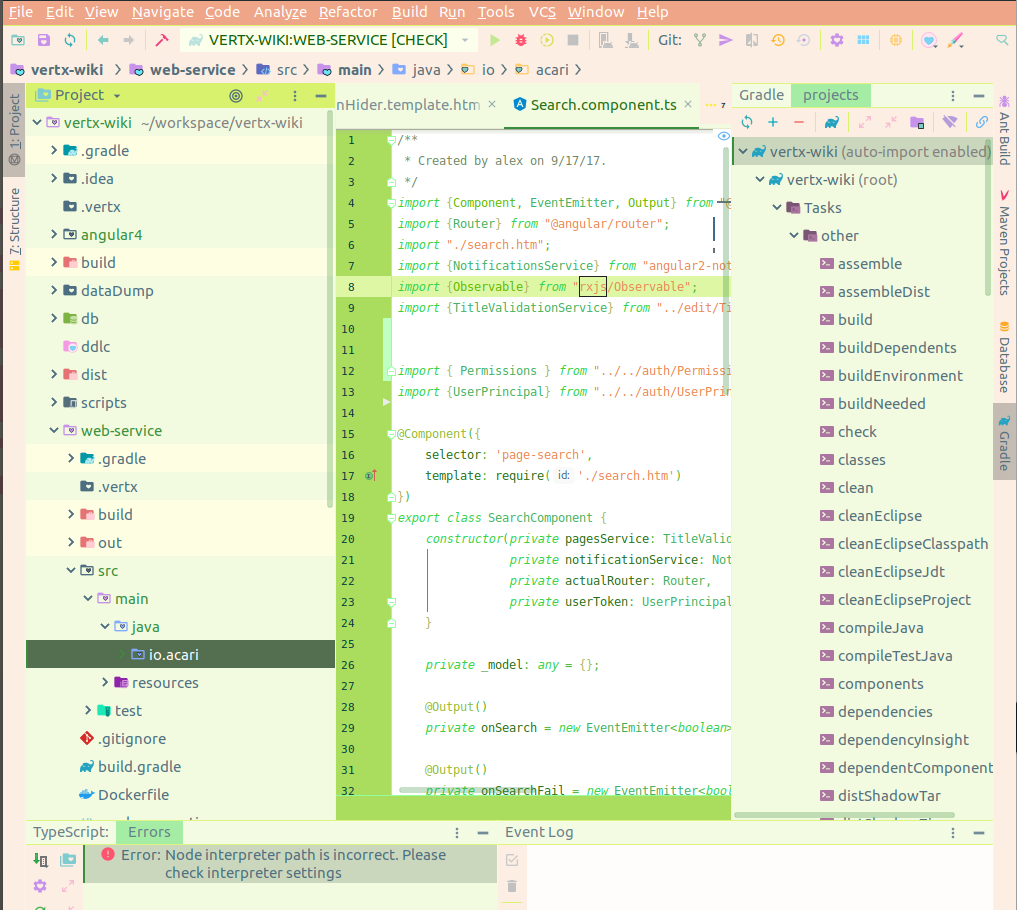 File Edit View Navigate Code Analyze Refactor Build Run Tools VCS Window Help
VERTX-WIKI:WEB-SERVICE [CHECK] Git:
vertx-wiki web-service src main java io acari
1: Project
7: Structure
Project
vertx-wiki ~/workspace/vertx-wiki
.gradle
.idea
.vertx
angular4
build
dataDump
db
ddlc
dist
scripts
web-service
.gradle
.vertx
build
out
src
main
java
io.acari
resources
test
.gitignore
build.gradle
Dockerfile
nHider.template.htm Search.component.ts 7
1 /**
2 * Created by alex on 9/17/17.
3 */
4 import {Component, EventEmitter, Output} from "@
5 import {Router} from "@angular/router";
6 import "./search.htm";
7 import {NotificationsService} from "angular2-not
8 import {Observable} from "rxjs/Observable";
9 import {TitleValidationService} from "../edit/Ti
10
11
12 import { Permissions } from "../../auth/Permissi
13 import {UserPrincipal} from "../../auth/UserPrin
14
15 @Component({
16 selector: 'page-search',
17 template: require( id: './search.htm')
18 })
19 export class SearchComponent {
20 constructor(private pagesService: TitleValid
21 private notificationService: Not
22 private actualRouter: Router,
23 private userToken: UserPrincipal
24 }
25
26 private _model: any = {};
27
28 @Output()
29 private onSearch = new EventEmitter<boolean>
30
31 @Output()
32 private onSearchFail = new EventEmitter<bool
Gradle projects
vertx-wiki (auto-import enabled)
vertx-wiki (root)
Tasks
other
assemble
assembleDist
build
buildDependents
buildEnvironment
buildNeeded
check
classes
clean
cleanEclipse
cleanEclipseClasspath
cleanEclipseJdt
cleanEclipseProject
compileJava
compileTestJava
components
dependencies
dependencyInsight
dependentComponent
distShadowTar
Ant Build
Maven Projects
Database
Gradle
TypeScript: Errors
Error: Node interpreter path is incorrect. Please
check interpreter settings
Event Log